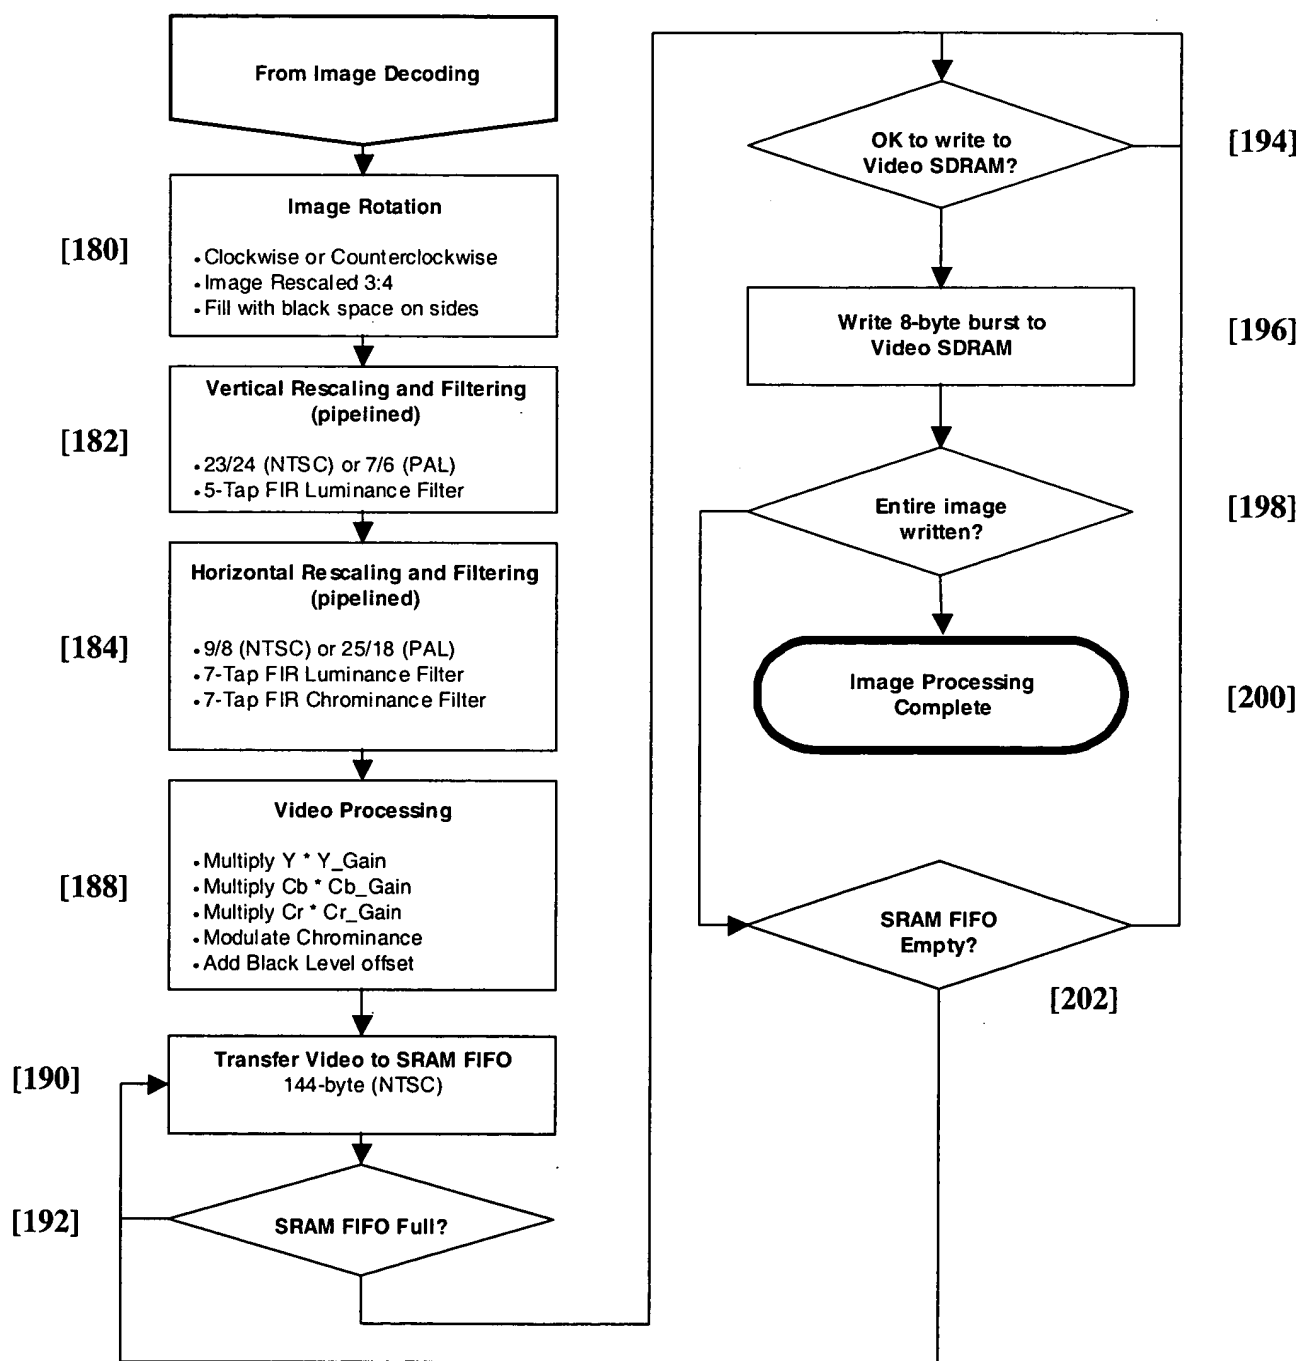 From Image Decoding
[180]
Image Rotation
• Clockwise or Counterclockwise
• Image Rescaled 3:4
• Fill with black space on sides
[182]
Vertical Rescaling and Filtering
(pipelined)
• 23/24 (NTSC) or 7/6 (PAL)
• 5-Tap FIR Luminance Filter
[184]
Horizontal Rescaling and Filtering
(pipelined)
• 9/8 (NTSC) or 25/18 (PAL)
• 7-Tap FIR Luminance Filter
• 7-Tap FIR Chrominance Filter
[188]
Video Processing
• Multiply Y * Y_Gain
• Multiply Cb * Cb_Gain
• Multiply Cr * Cr_Gain
• Modulate Chrominance
• Add Black Level offset
[190]
Transfer Video to SRAM FIFO
144-byte (NTSC)
[192]
SRAM FIFO Full?
OK to write to
Video SDRAM?
[194]
Write 8-byte burst to
Video SDRAM
[196]
Entire image
written?
[198]
Image Processing
Complete
[200]
SRAM FIFO
Empty?
[202]